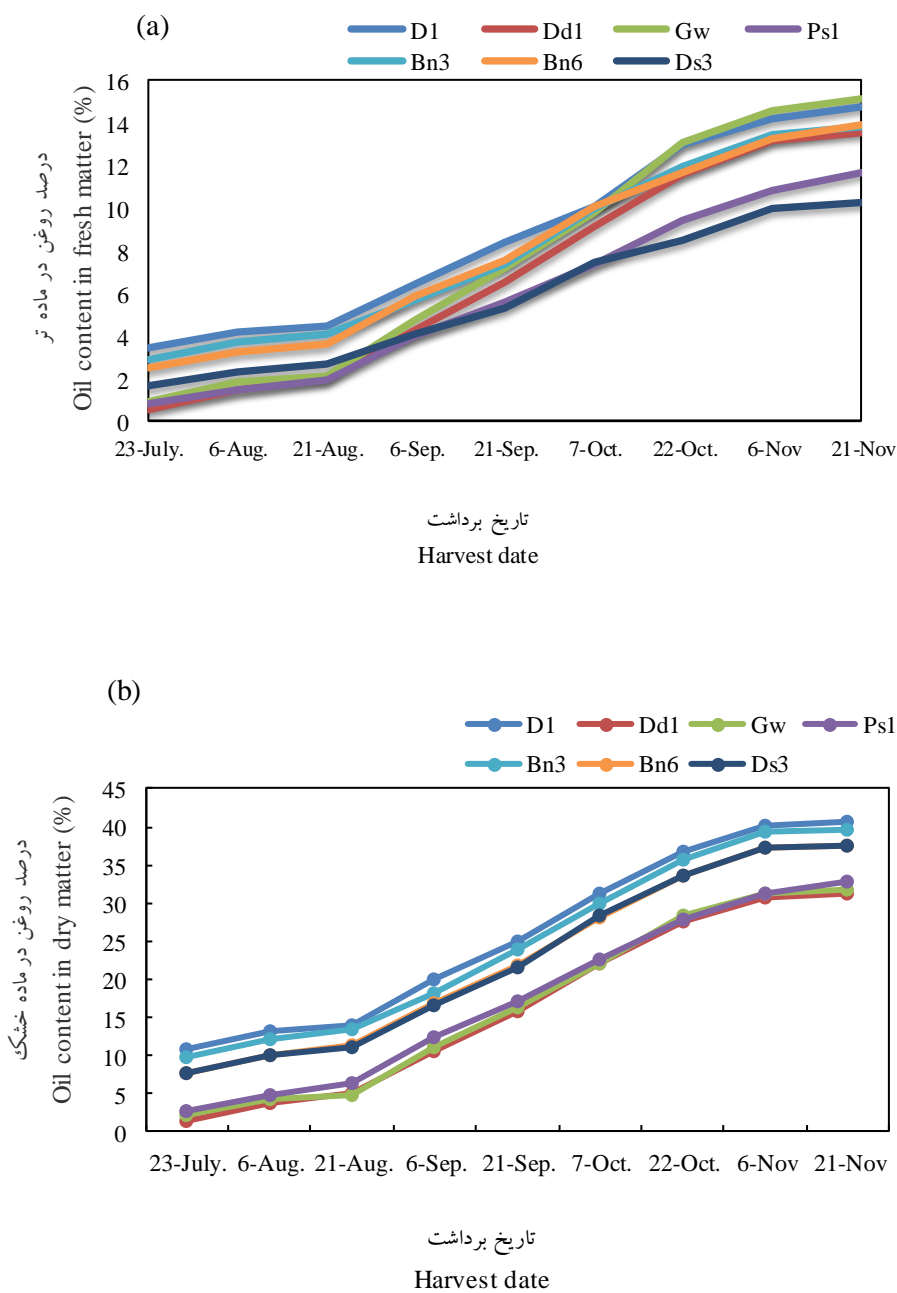 (a)
D1 Dd1 Gw Ps1
Bn3 Bn6 Ds3
درصد روغن در ماده تر
Oil content in fresh matter (%)
16
14
12
10
8
6
4
2
0
23-July. 6-Aug. 21-Aug. 6-Sep. 21-Sep. 7-Oct. 22-Oct. 6-Nov 21-Nov
تاریخ برداشت
Harvest date
(b)
D1 Dd1 Gw Ps1
Bn3 Bn6 Ds3
درصد روغن در ماده خشک
Oil content in dry matter (%)
45
40
35
30
25
20
15
10
5
0
23-July. 6-Aug. 21-Aug. 6-Sep. 21-Sep. 7-Oct. 22-Oct. 6-Nov 21-Nov
تاریخ برداشت
Harvest date